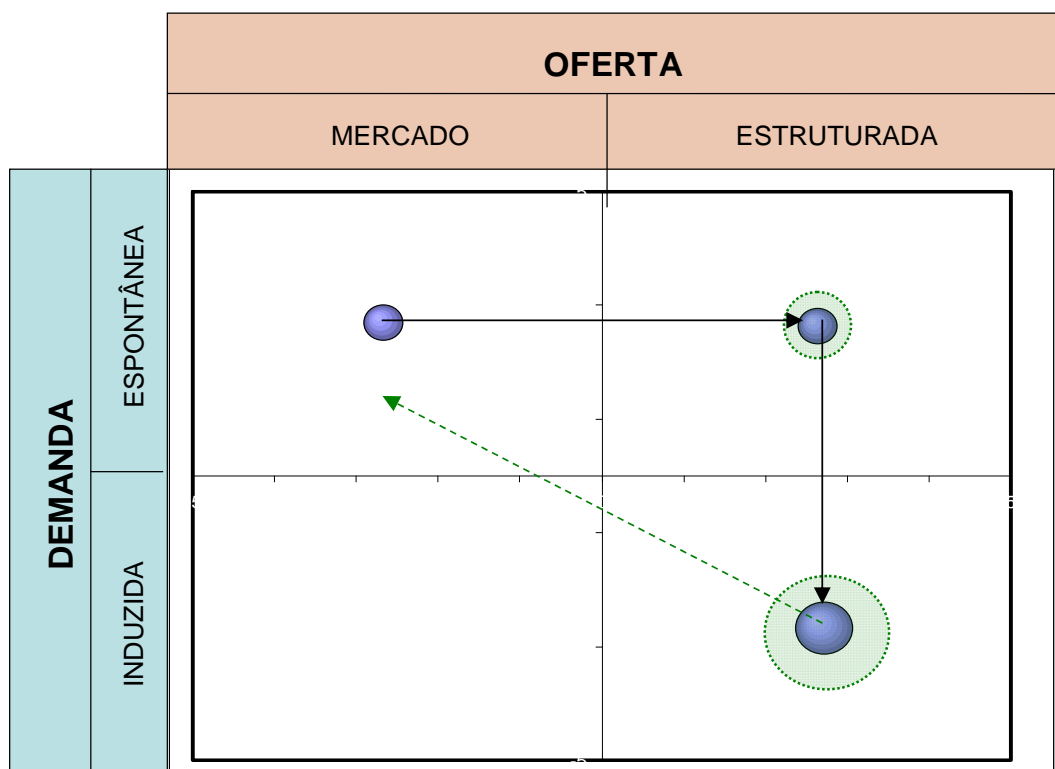 OFERTA
MERCADO
ESTRUTURADA
DEMANDA
ESPONTÂNEA
INDUZIDA